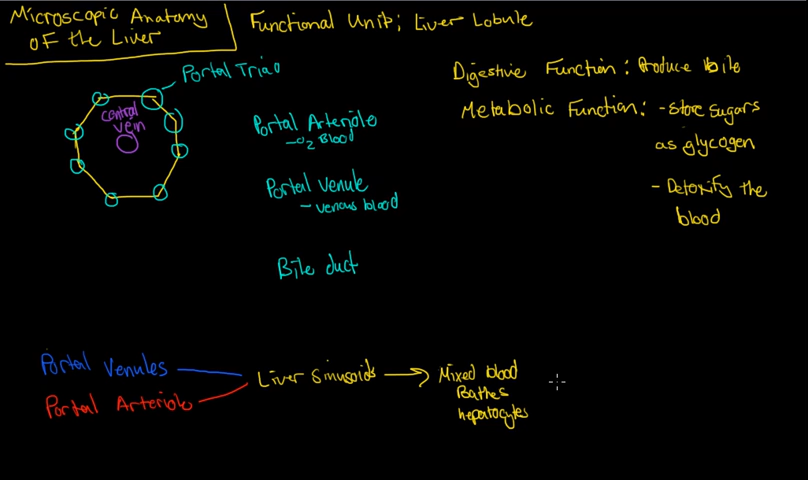 Microscopic Anatomy
of the Liver
Functional Unit; Liver Lobule
Portal Triad
central
vein
Portal Arteriole
- O2 Blood
Portal Venule
- venous blood
Bile duct
Digestive Function: Produce bile
Metabolic Function: - Store sugars
as glycogen
- Detoxify the
blood
Portal Venules
Portal Arteriole
Liver Sinusoids
Mixed blood
Bathes
hepatocytes